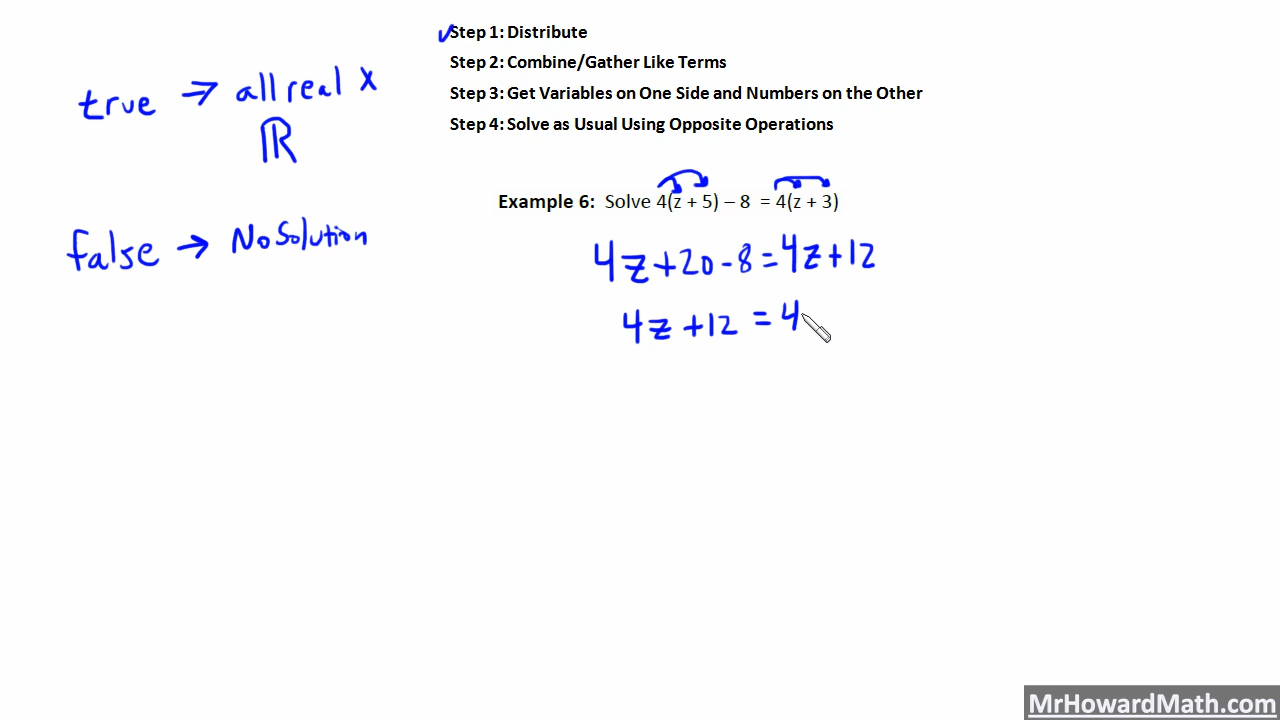 Step 1: Distribute
Step 2: Combine/Gather Like Terms
Step 3: Get Variables on One Side and Numbers on the Other
Step 4: Solve as Usual Using Opposite Operations
true → all real x
ℝ
false → No Solution
Example 6: Solve 4(z + 5) – 8 = 4(z + 3)
4z+20-8=4z+12
4z+12=4
MrHowardMath.com